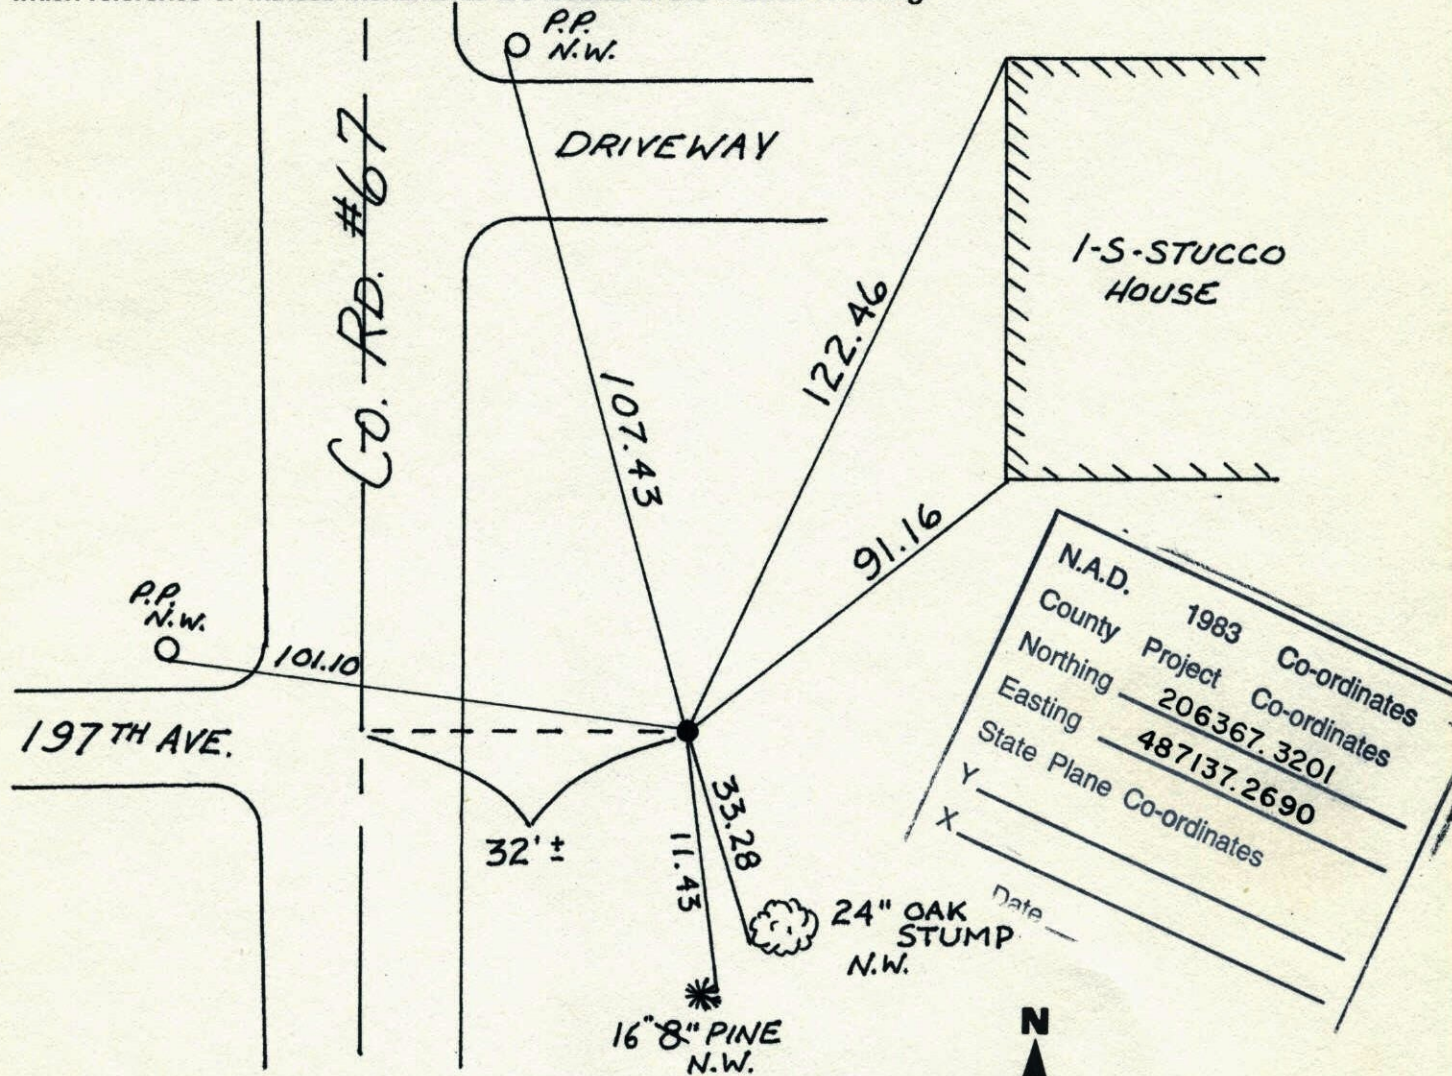 P.P.
N.W.
DRIVEWAY
CO. RD. #67
1-S-STUCCO
HOUSE
122.46
107.43
91.16
P.P.
N.W.
101.10
197TH AVE.
32' ±
33.28
11.43
24" OAK
STUMP
N.W.
16" 8" PINE
N.W.
N.A.D. 1983 Co-ordinates
County Project Co-ordinates
Northing 206367.3201
Easting 487137.2690
State Plane Co-ordinates
Y
X
Date
N